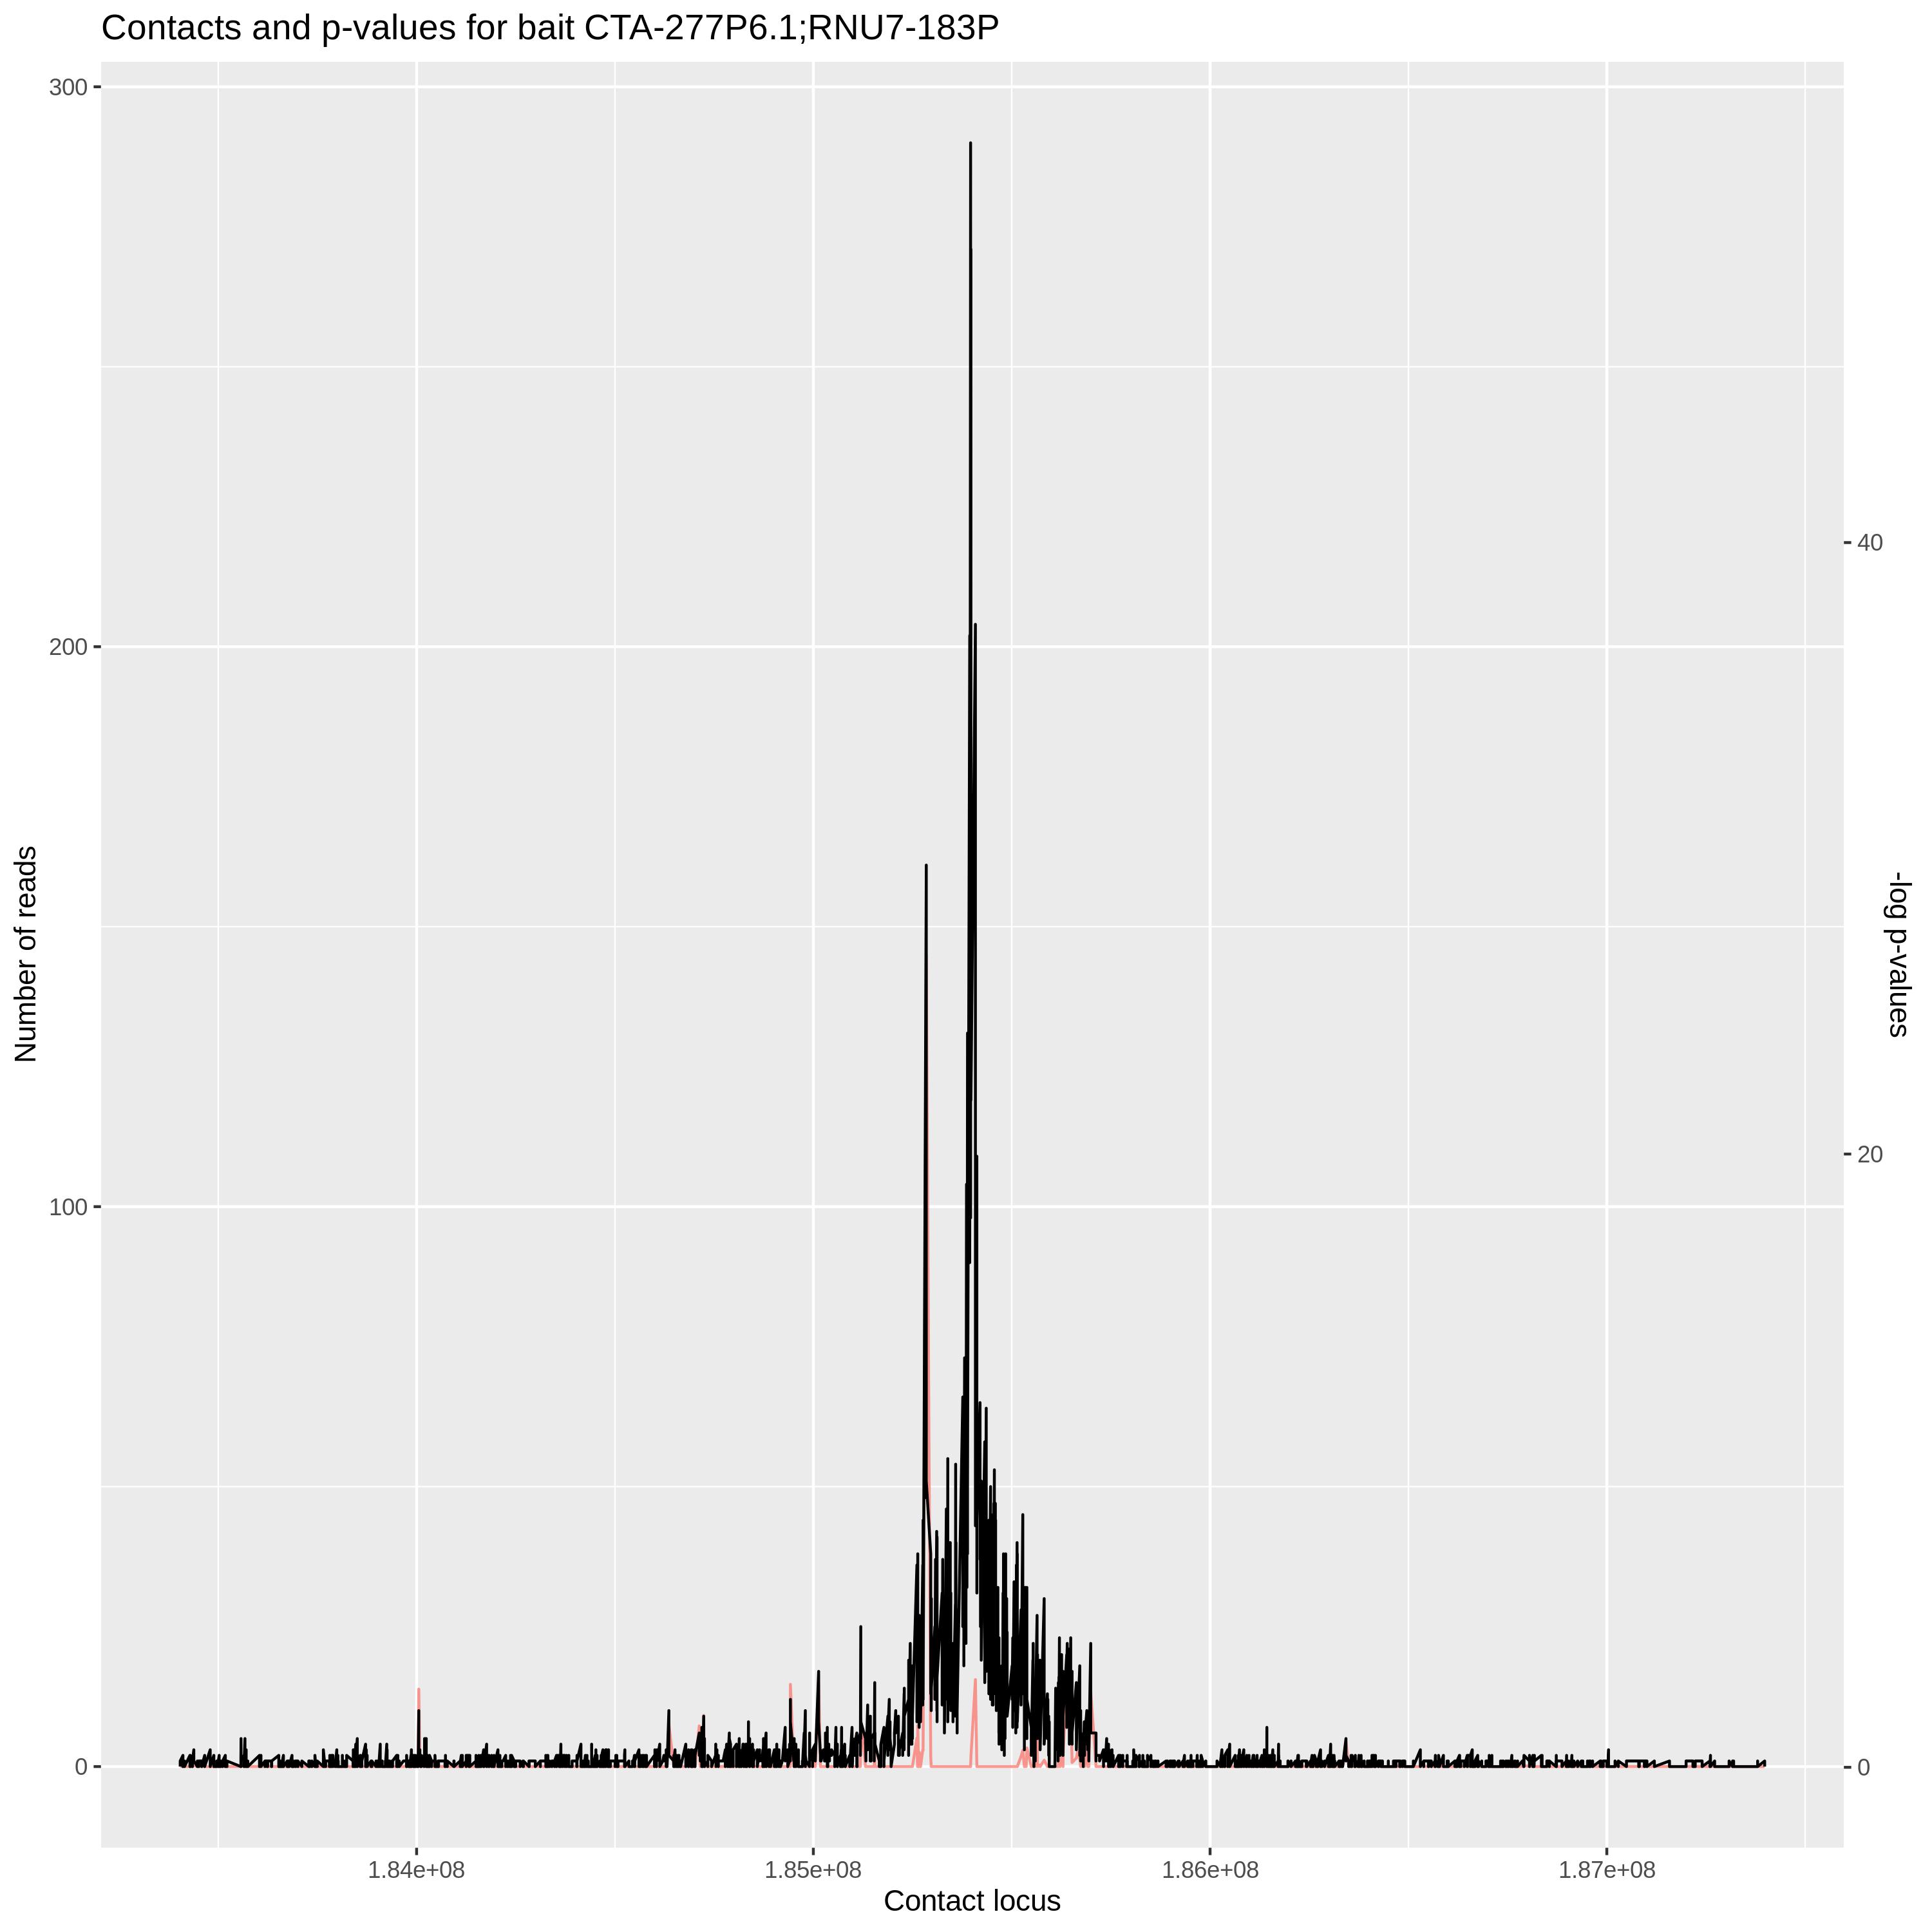 Contacts and p-values for bait CTA-277P6.1;RNU7-183P
300
200
100
0
Number of reads
40
20
0
-log p-values
1.84e+08
1.85e+08
1.86e+08
1.87e+08
Contact locus